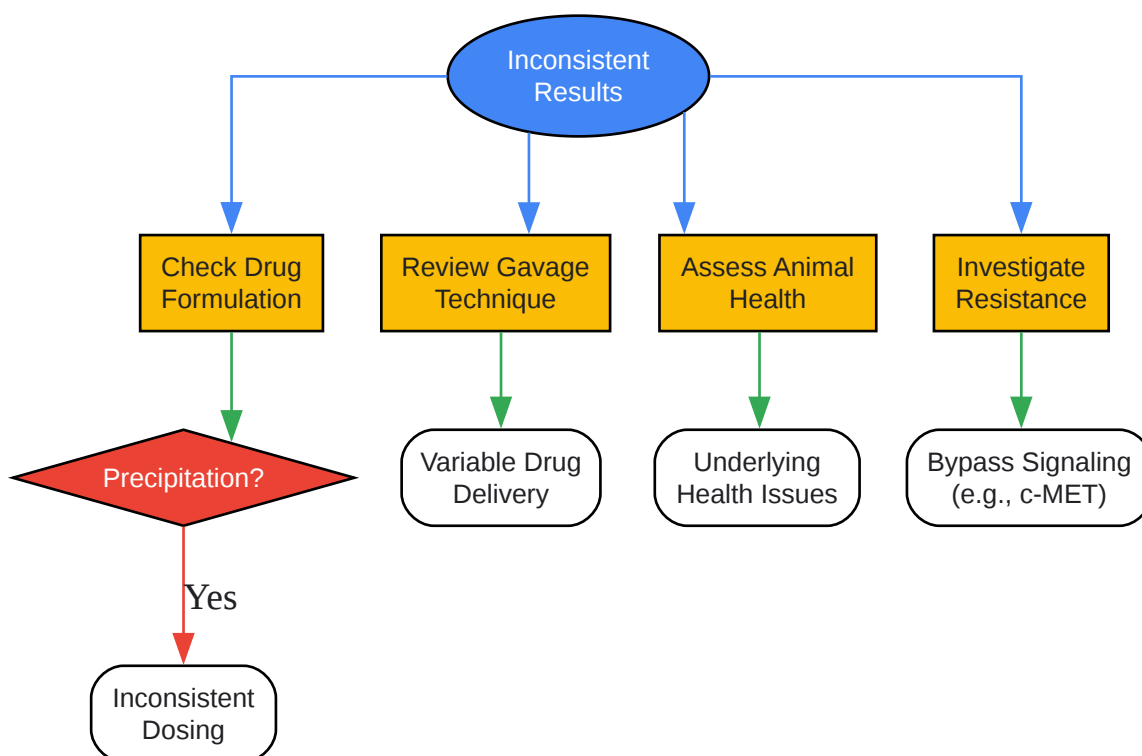 Inconsistent
Results
Check Drug
Formulation
Review Gavage
Technique
Assess Animal
Health
Investigate
Resistance
Precipitation?
Variable Drug
Delivery
Underlying
Health Issues
Bypass Signaling
(e.g., c-MET)
Yes
Inconsistent
Dosing